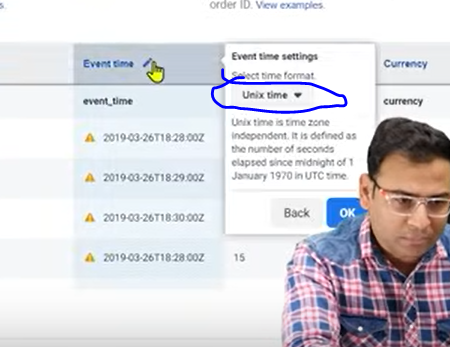 s.
order ID. View examples.
Event time
Event time settings
Currency
Select time format.
Unix time
event_time
currency
Unix time is time zone
independent. It is defined as
the number of seconds
elapsed since midnight of 1
January 1970 in UTC time.
2019-03-26T18:28:00Z
2019-03-26T18:29:00Z
2019-03-26T18:30:00Z
Back
OK
2019-03-26T18:28:00Z
15